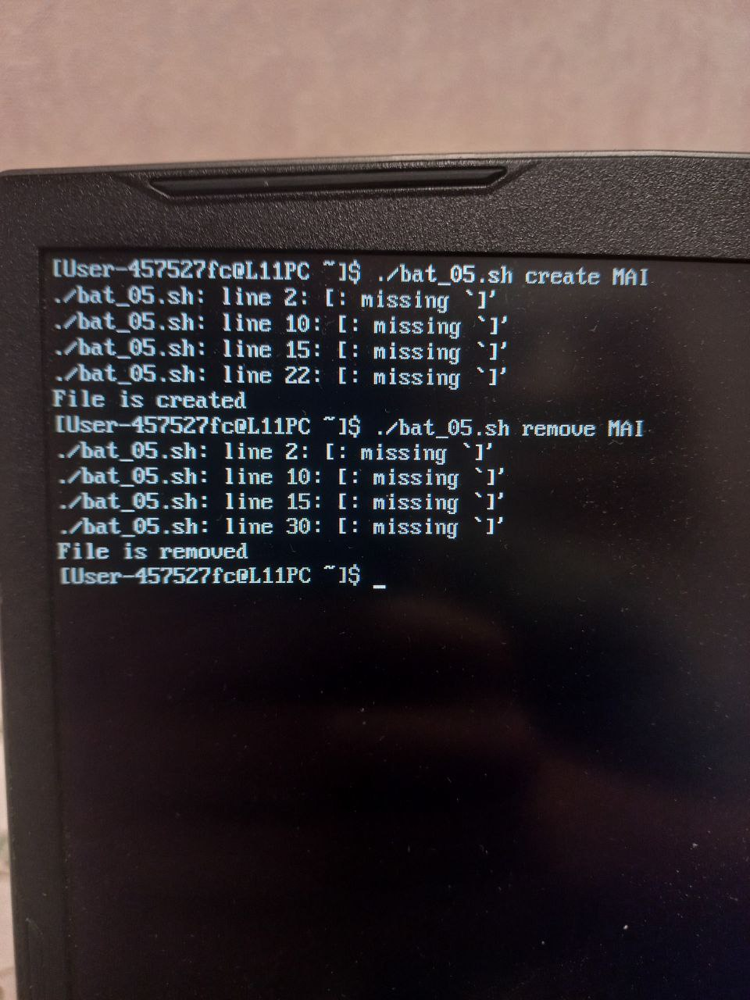 [User-457527fc@L11PC ~]$ ./bat_05.sh create MAI
./bat_05.sh: line 2: [: missing `]'
./bat_05.sh: line 10: [: missing `]'
./bat_05.sh: line 15: [: missing `]'
./bat_05.sh: line 22: [: missing `]'
File is created
[User-457527fc@L11PC ~]$ ./bat_05.sh remove MAI
./bat_05.sh: line 2: [: missing `]'
./bat_05.sh: line 10: [: missing `]'
./bat_05.sh: line 15: [: missing `]'
./bat_05.sh: line 30: [: missing `]'
File is removed
[User-457527fc@L11PC ~]$ _